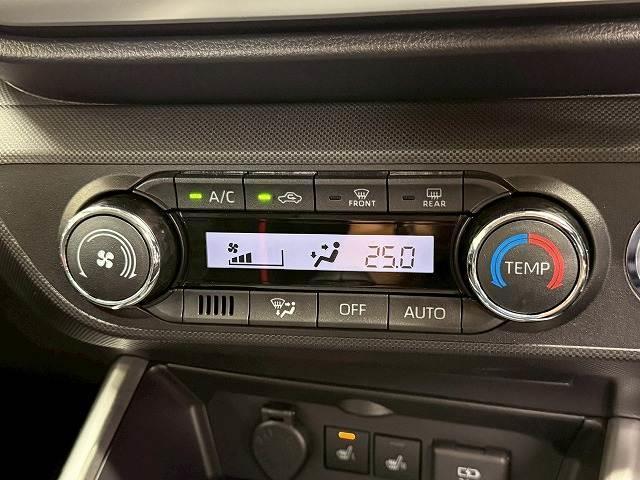 A/C
FRONT
REAR
25.0
TEMP
OFF
AUTO